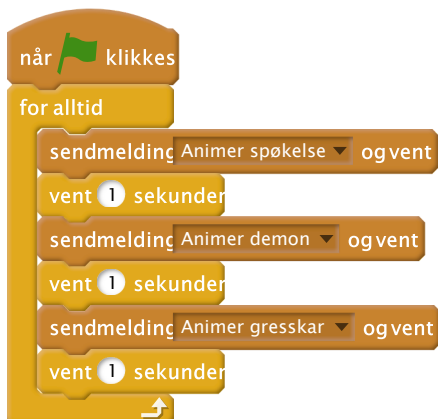 når klikkes
for alltid
sendmelding Animer spøkelse og vent
vent 1 sekunder
sendmelding Animer demon og vent
vent 1 sekunder
sendmelding Animer gresskar og vent
vent 1 sekunder